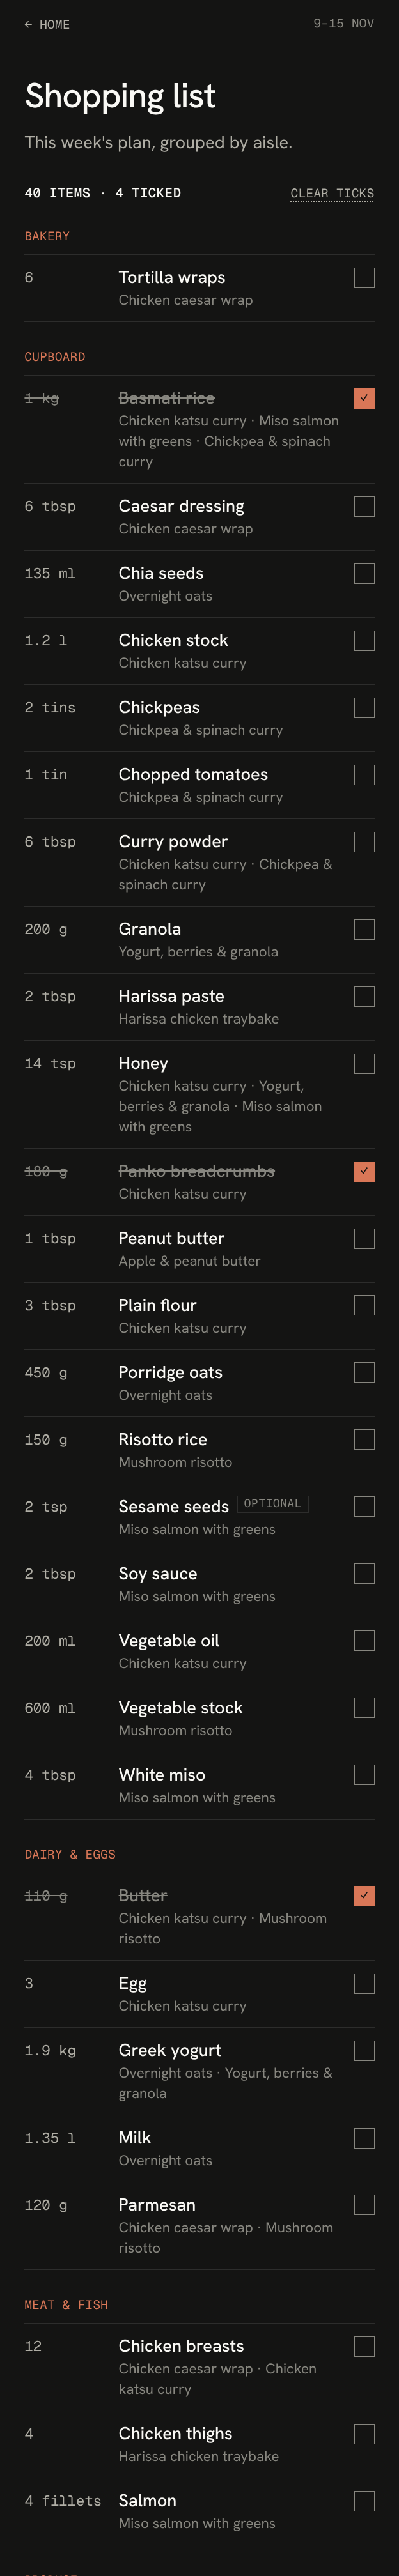 ← HOME
9–15 NOV
Shopping list
This week's plan, grouped by aisle.
40 ITEMS · 4 TICKED
CLEAR TICKS
BAKERY
6
Tortilla wraps
Chicken caesar wrap
CUPBOARD
1 kg
Basmati rice
Chicken katsu curry · Miso salmon
with greens · Chickpea & spinach
curry
6 tbsp
Caesar dressing
Chicken caesar wrap
135 ml
Chia seeds
Overnight oats
1.2 l
Chicken stock
Chicken katsu curry
2 tins
Chickpeas
Chickpea & spinach curry
1 tin
Chopped tomatoes
Chickpea & spinach curry
6 tbsp
Curry powder
Chicken katsu curry · Chickpea &
spinach curry
200 g
Granola
Yogurt, berries & granola
2 tbsp
Harissa paste
Harissa chicken traybake
14 tsp
Honey
Chicken katsu curry · Yogurt,
berries & granola · Miso salmon
with greens
180 g
Panko breadcrumbs
Chicken katsu curry
1 tbsp
Peanut butter
Apple & peanut butter
3 tbsp
Plain flour
Chicken katsu curry
450 g
Porridge oats
Overnight oats
150 g
Risotto rice
Mushroom risotto
2 tsp
Sesame seeds OPTIONAL
Miso salmon with greens
2 tbsp
Soy sauce
Miso salmon with greens
200 ml
Vegetable oil
Chicken katsu curry
600 ml
Vegetable stock
Mushroom risotto
4 tbsp
White miso
Miso salmon with greens
DAIRY & EGGS
110 g
Butter
Chicken katsu curry · Mushroom
risotto
3
Egg
Chicken katsu curry
1.9 kg
Greek yogurt
Overnight oats · Yogurt, berries &
granola
1.35 l
Milk
Overnight oats
120 g
Parmesan
Chicken caesar wrap · Mushroom
risotto
MEAT & FISH
12
Chicken breasts
Chicken caesar wrap · Chicken
katsu curry
4
Chicken thighs
Harissa chicken traybake
4 fillets
Salmon
Miso salmon with greens